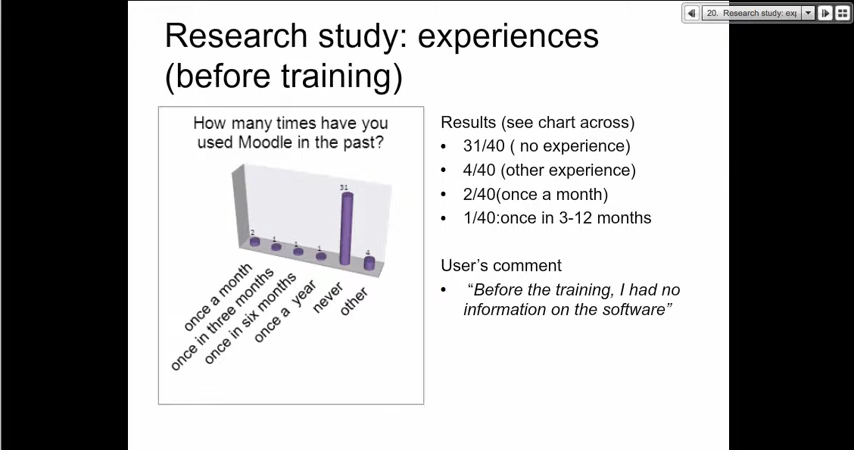 20. Research study: exp
Research study: experiences
(before training)
How many times have you
used Moodle in the past?
2
1
1
1
31
4
once a month
once in three months
once in six months
once a year
never
other
Results (see chart across)
• 31/40 ( no experience)
• 4/40 (other experience)
• 2/40(once a month)
• 1/40:once in 3-12 months
User’s comment
• “Before the training, I had no
information on the software”